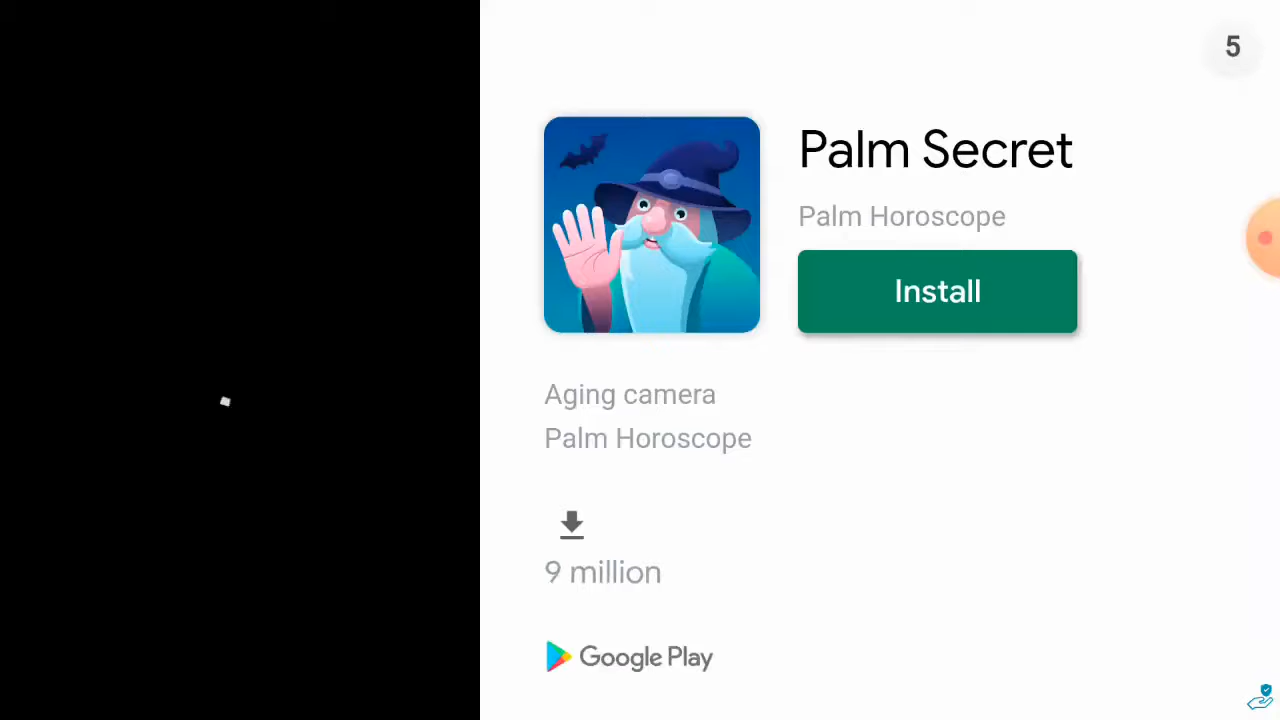 5
Palm Secret
Palm Horoscope
Install
Aging camera
Palm Horoscope
9 million
Google Play